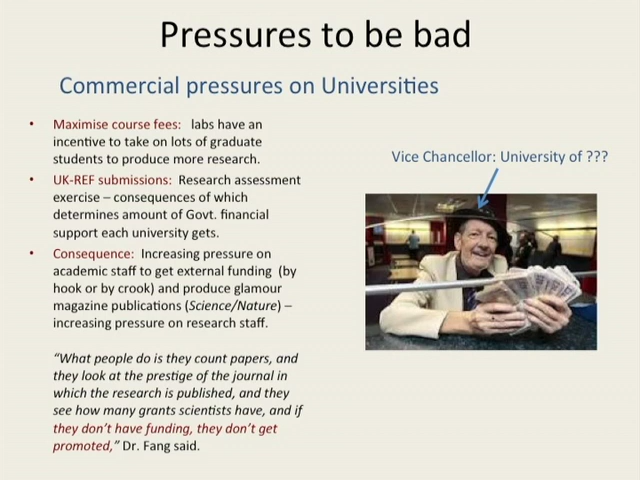 Pressures to be bad
Commercial pressures on Universities
• Maximise course fees: labs have an
incentive to take on lots of graduate
students to produce more research.
• UK-REF submissions: Research assessment
exercise – consequences of which
determines amount of Govt. financial
support each university gets.
• Consequence: Increasing pressure on
academic staff to get external funding (by
hook or by crook) and produce glamour
magazine publications (Science/Nature) –
increasing pressure on research staff.
“What people do is they count papers, and
they look at the prestige of the journal in
which the research is published, and they
see how many grants scientists have, and if
they don’t have funding, they don’t get
promoted,” Dr. Fang said.
Vice Chancellor: University of ???